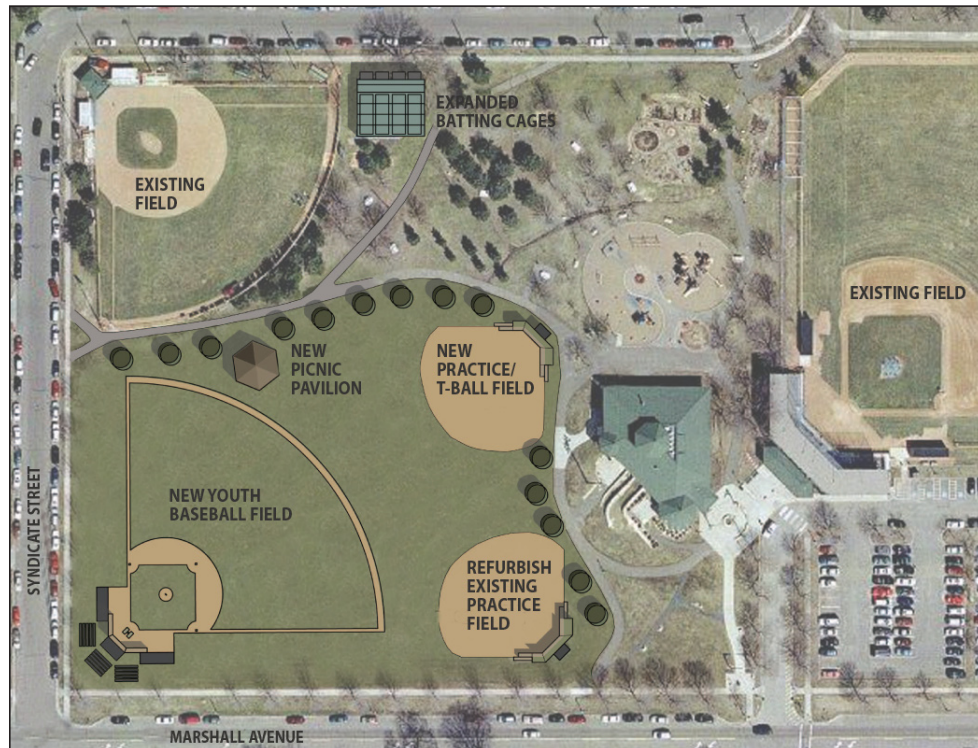 EXPANDED
BATTING CAGES
EXISTING
FIELD
EXISTING FIELD
NEW
PICNIC
PAVILION
NEW
PRACTICE/
T-BALL FIELD
NEW YOUTH
BASEBALL FIELD
REFURBISH
EXISTING
PRACTICE
FIELD
SYNDICATE STREET
MARSHALL AVENUE